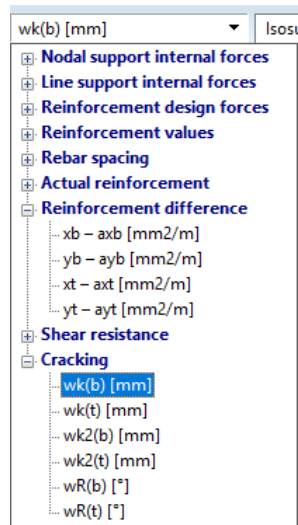 wk(b) [mm] Isosu
Nodal support internal forces
Line support internal forces
Reinforcement design forces
Reinforcement values
Rebar spacing
Actual reinforcement
Reinforcement difference
xb – axb [mm2/m]
yb – ayb [mm2/m]
xt – axt [mm2/m]
yt – ayt [mm2/m]
Shear resistance
Cracking
wk(b) [mm]
wk(t) [mm]
wk2(b) [mm]
wk2(t) [mm]
wR(b) [°]
wR(t) [°]